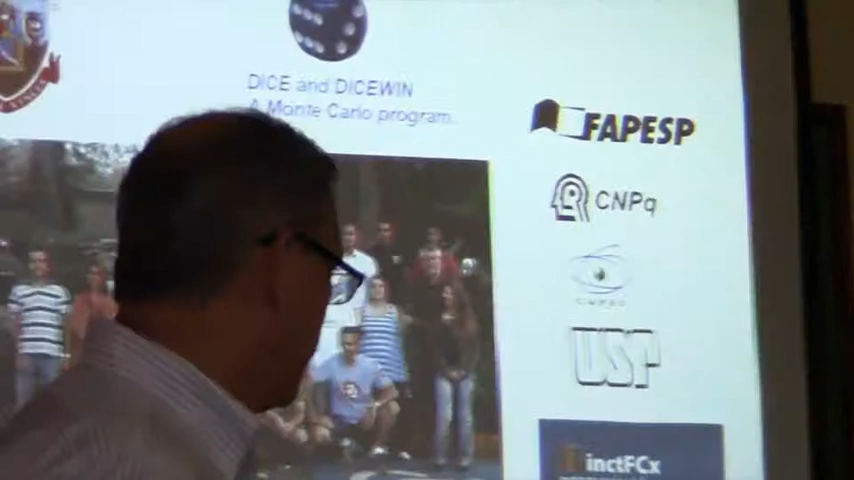 DICE and DICEWIN
A Monte Carlo program.
FAPESP
CNPq
USP
inctFCx